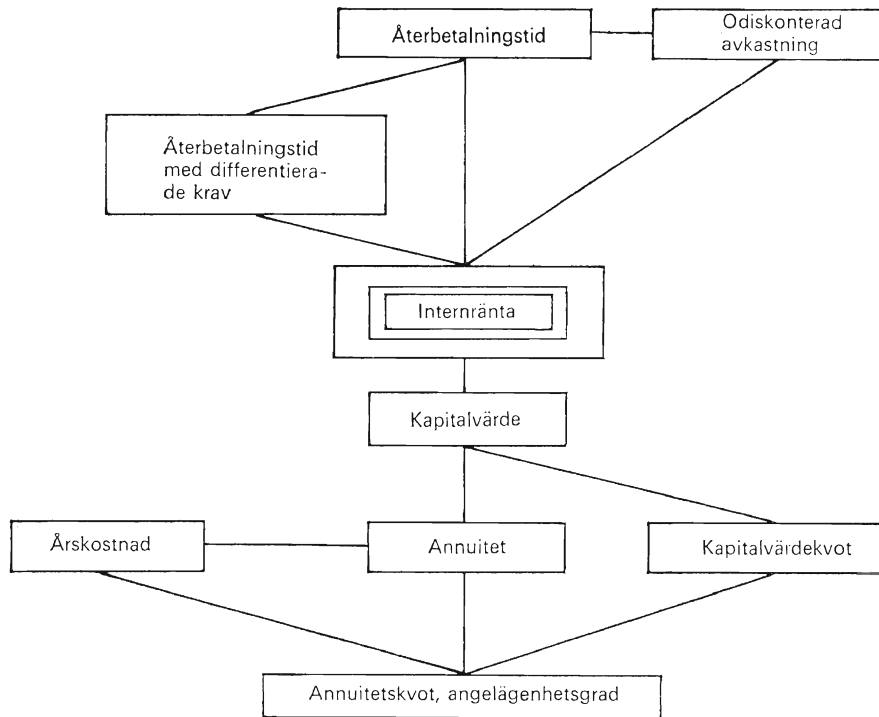 Återbetalningstid
Odiskonterad
avkastning
Återbetalningstid
med differentiera-
de krav
Internränta
Kapitalvärde
Årskostnad
Annuitet
Kapitalvärdekvot
Annuitetskvot, angelägenhetsgrad